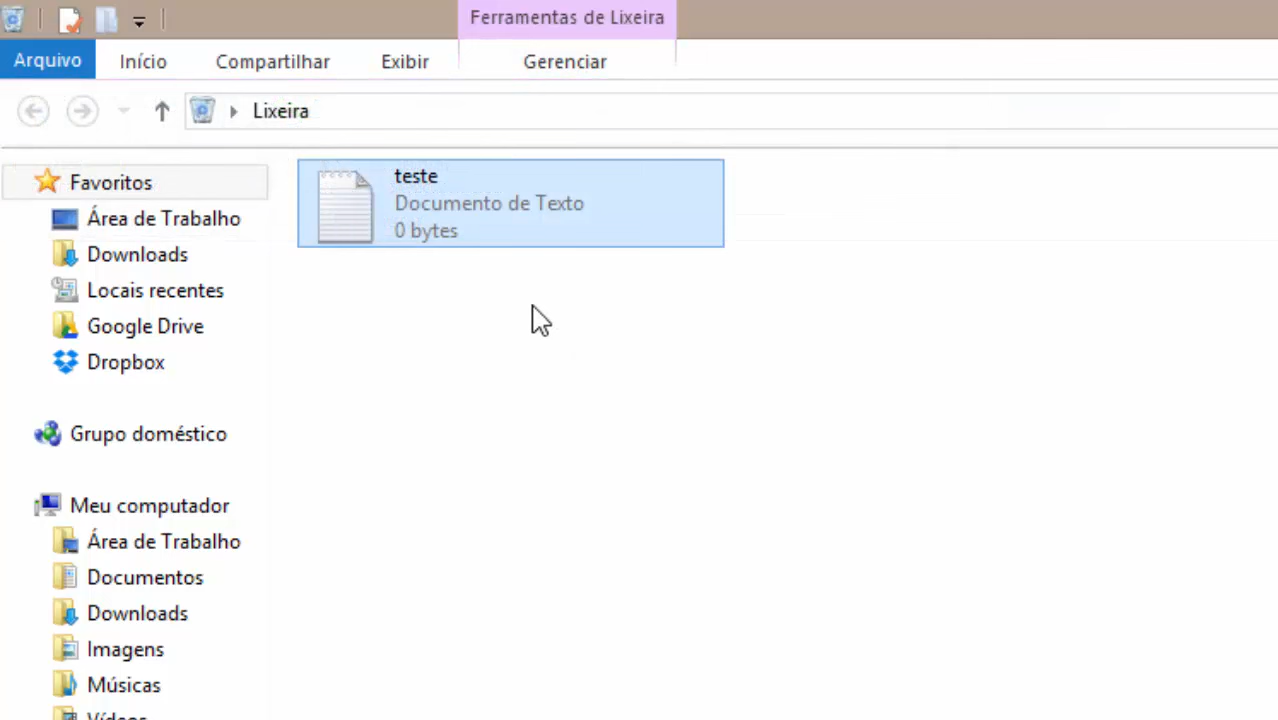 Ferramentas de Lixeira
Arquivo Início Compartilhar Exibir Gerenciar
Lixeira
teste
Documento de Texto
0 bytes
Favoritos
Área de Trabalho
Downloads
Locais recentes
Google Drive
Dropbox
Grupo doméstico
Meu computador
Área de Trabalho
Documentos
Downloads
Imagens
Músicas
Vídeos